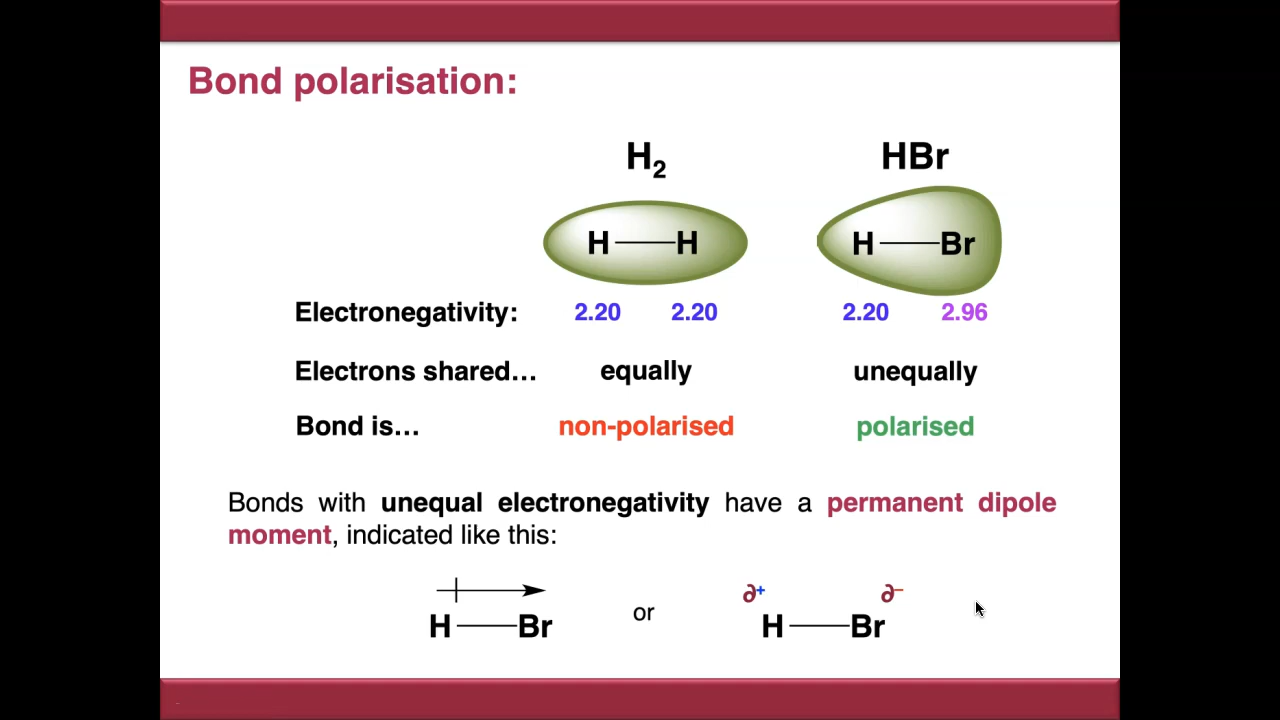 Bond polarisation:
H₂ HBr
H H H Br
Electronegativity: 2.20 2.20 2.20 2.96
Electrons shared… equally unequally
Bond is… non-polarised polarised
Bonds with unequal electronegativity have a permanent dipole
moment, indicated like this:
∂+ ∂−
H Br or H Br